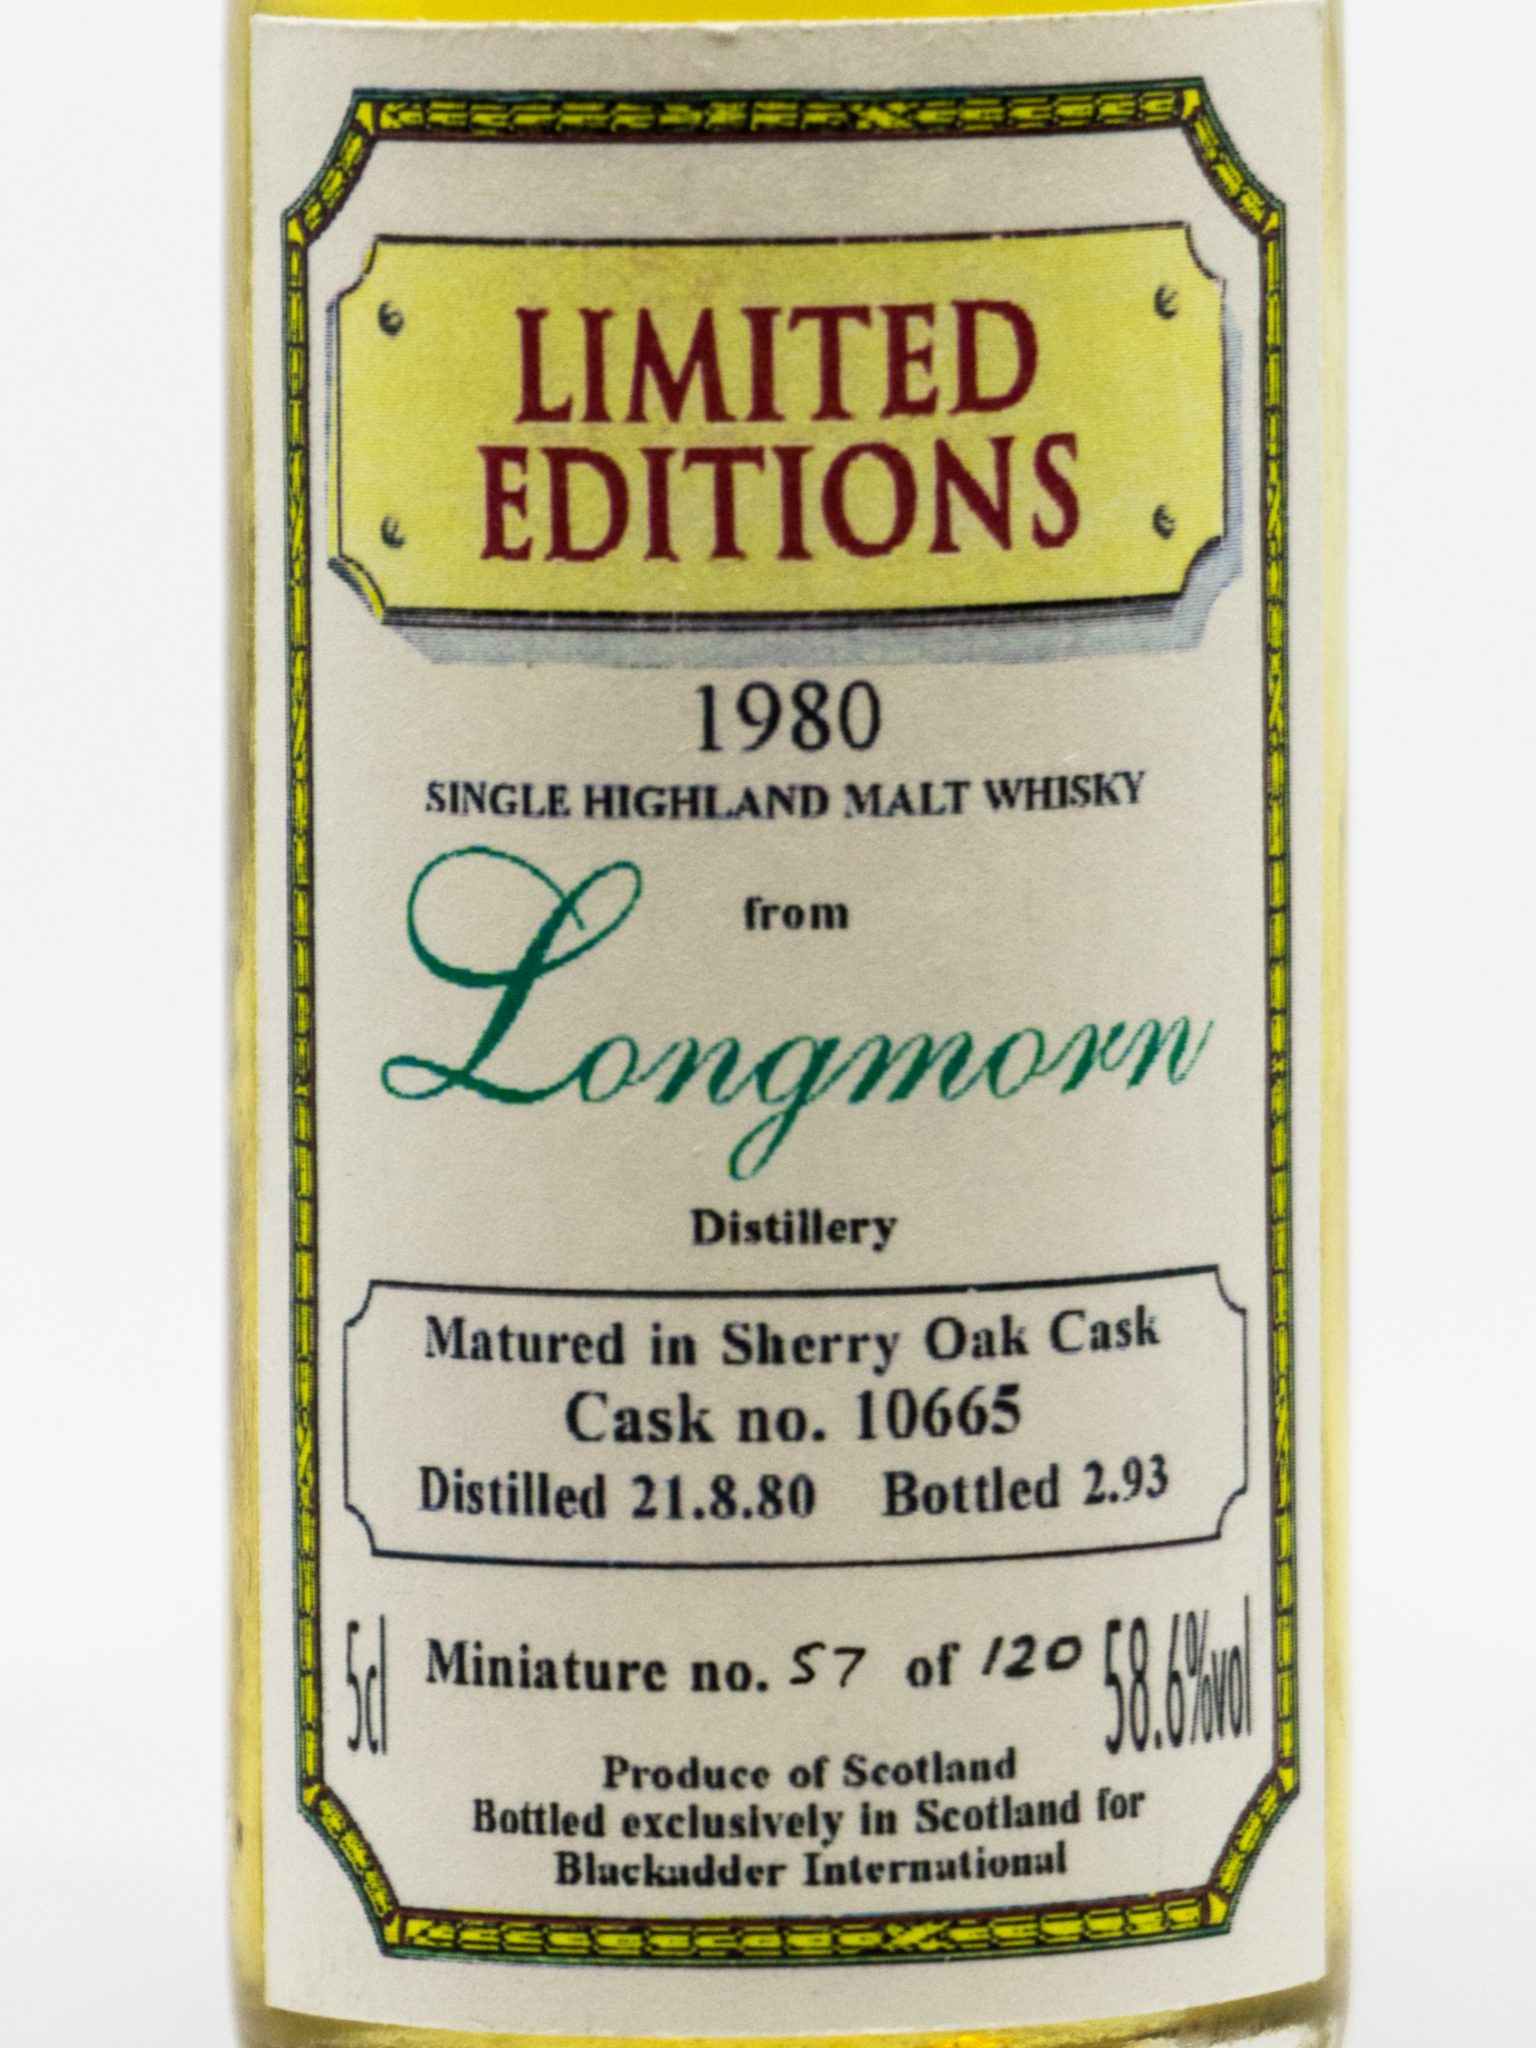 LIMITED
EDITIONS
1980
SINGLE HIGHLAND MALT WHISKY
from
Longmorn
Distillery
Matured in Sherry Oak Cask
Cask no. 10665
Distilled 21.8.80 Bottled 2.93
5cl Miniature no. 57 of 120 58.6%vol
Produce of Scotland
Bottled exclusively in Scotland for
Blackadder International